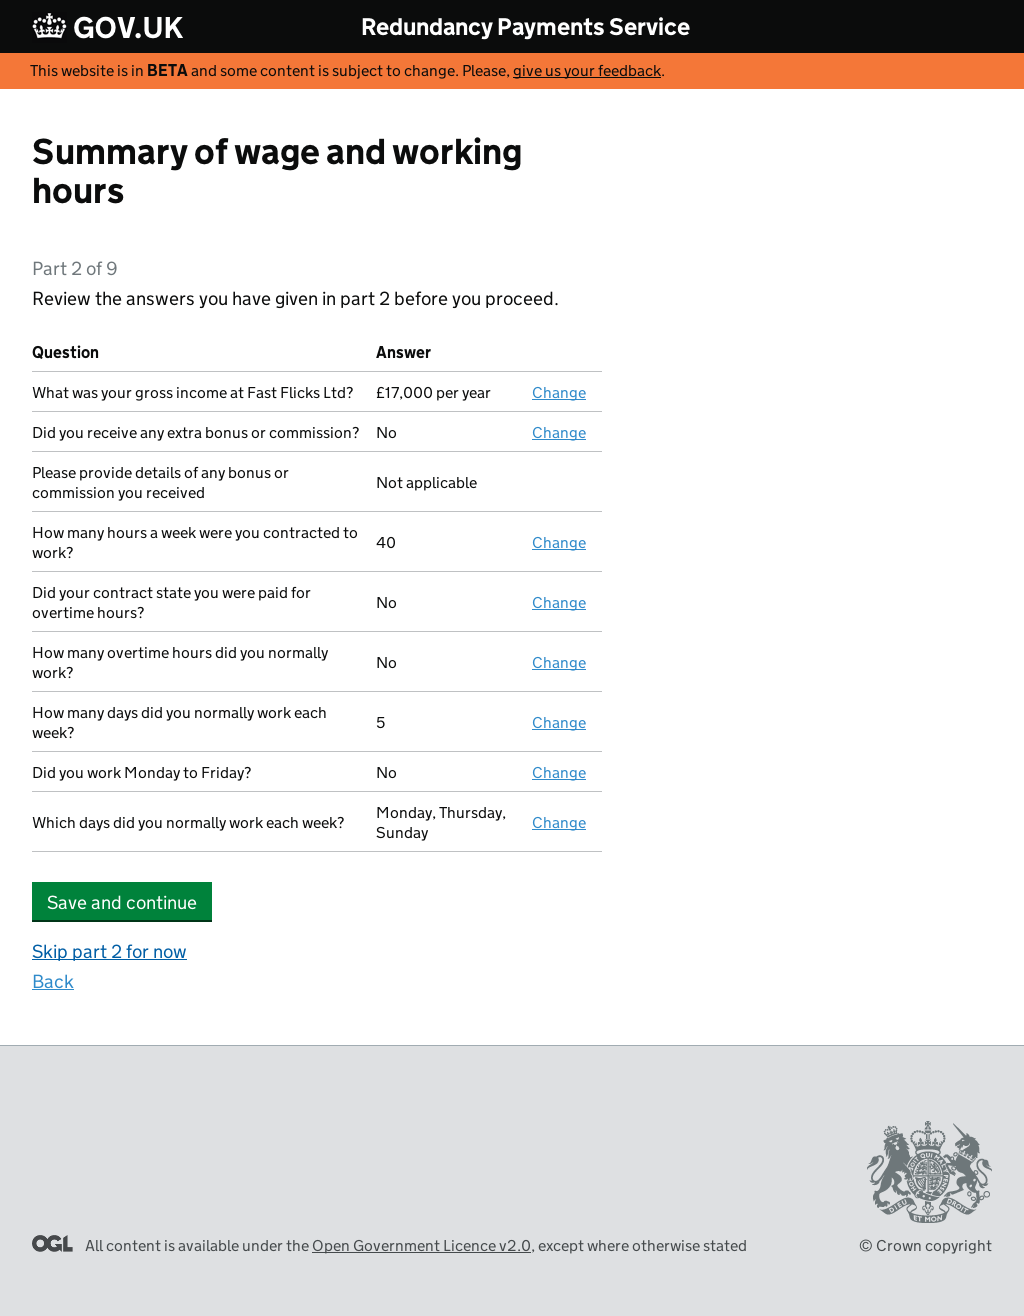 GOV.UK
Redundancy Payments Service
This website is in BETA and some content is subject to change. Please, give us your feedback.
Summary of wage and working
hours
Part 2 of 9
Review the answers you have given in part 2 before you proceed.
Question Answer
What was your gross income at Fast Flicks Ltd? £17,000 per year Change
Did you receive any extra bonus or commission? No Change
Please provide details of any bonus or
commission you received
Not applicable
How many hours a week were you contracted to
work?
40 Change
Did your contract state you were paid for
overtime hours?
No Change
How many overtime hours did you normally
work?
No Change
How many days did you normally work each
week?
5 Change
Did you work Monday to Friday? No Change
Which days did you normally work each week?
Monday, Thursday,
Sunday
Change
Save and continue
Skip part 2 for now
Back
DIEU ET MON DROIT
OGL All content is available under the Open Government Licence v2.0, except where otherwise stated
© Crown copyright